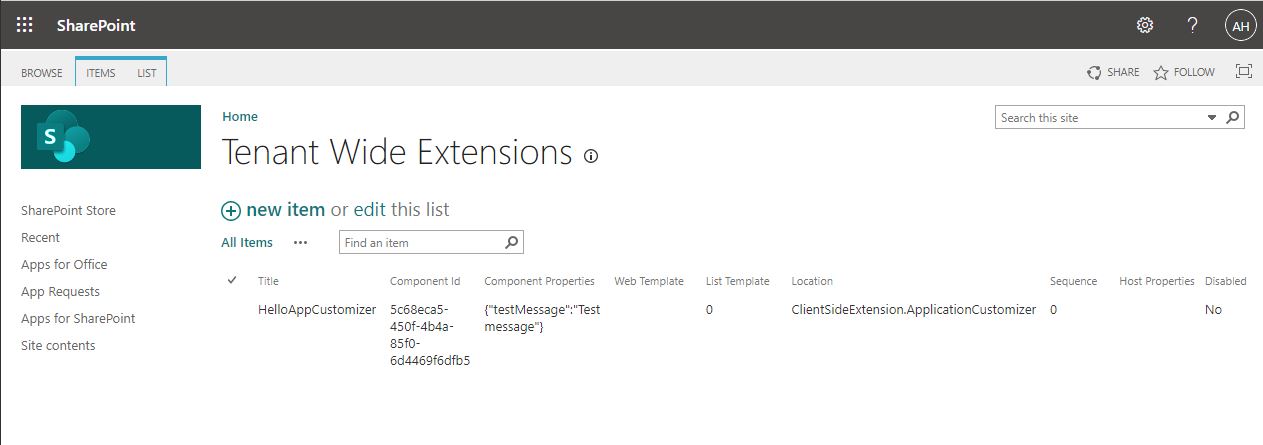 SharePoint
?
AH
BROWSE ITEMS LIST
SHARE FOLLOW
S
Home
Search this site
Tenant Wide Extensions
SharePoint Store
Recent
Apps for Office
App Requests
Apps for SharePoint
Site contents
new item or edit this list
All Items ... Find an item
Title Component Id Component Properties Web Template List Template Location Sequence Host Properties Disabled
HelloAppCustomizer 5c68eca5- {"testMessage":"Test 0 ClientSideExtension.ApplicationCustomizer 0 No
450f-4b4a- message"}
85f0-
6d4469f6dfb5